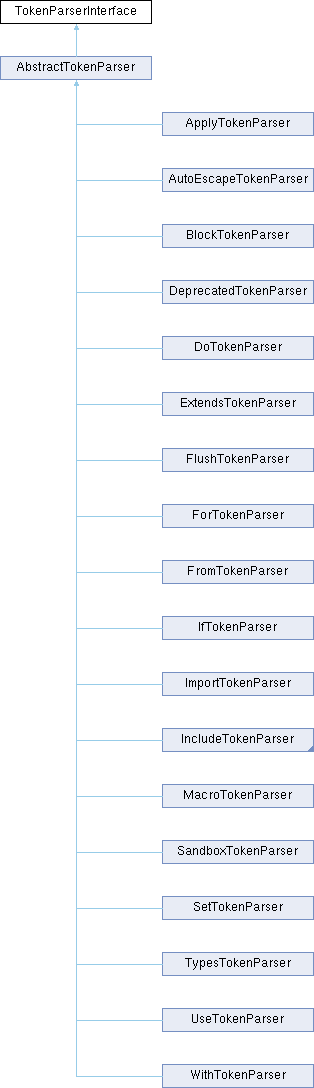 TokenParserInterface
AbstractTokenParser
ApplyTokenParser
AutoEscapeTokenParser
BlockTokenParser
DeprecatedTokenParser
DoTokenParser
ExtendsTokenParser
FlushTokenParser
ForTokenParser
FromTokenParser
IfTokenParser
ImportTokenParser
IncludeTokenParser
MacroTokenParser
SandboxTokenParser
SetTokenParser
TypesTokenParser
UseTokenParser
WithTokenParser